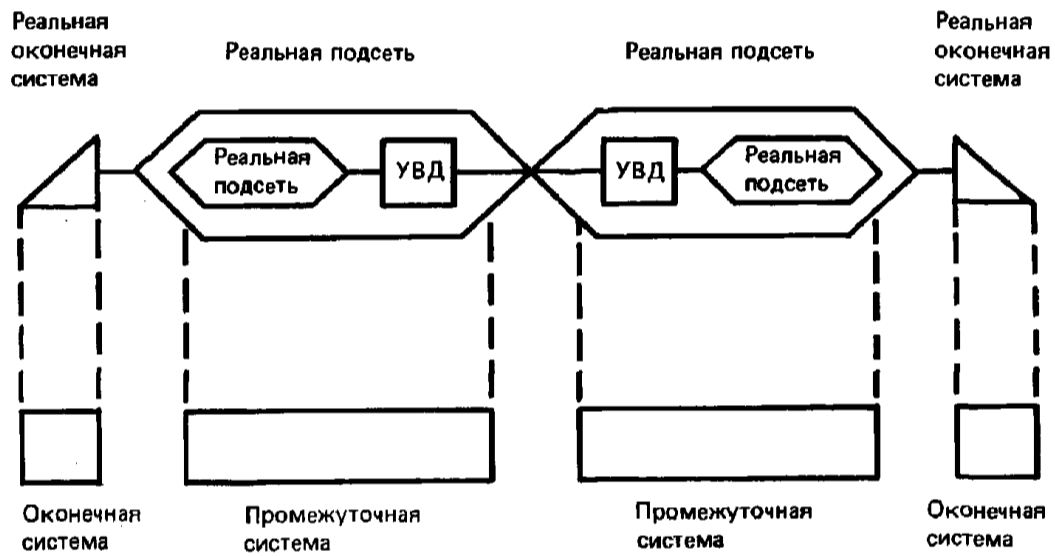 Реальная
оконечная
система
Реальная подсеть
Реальная подсеть
Реальная
оконечная
система
Реальная
подсеть
УВД
УВД
Реальная
подсеть
Оконечная
система
Промежуточная
система
Промежуточная
система
Оконечная
система